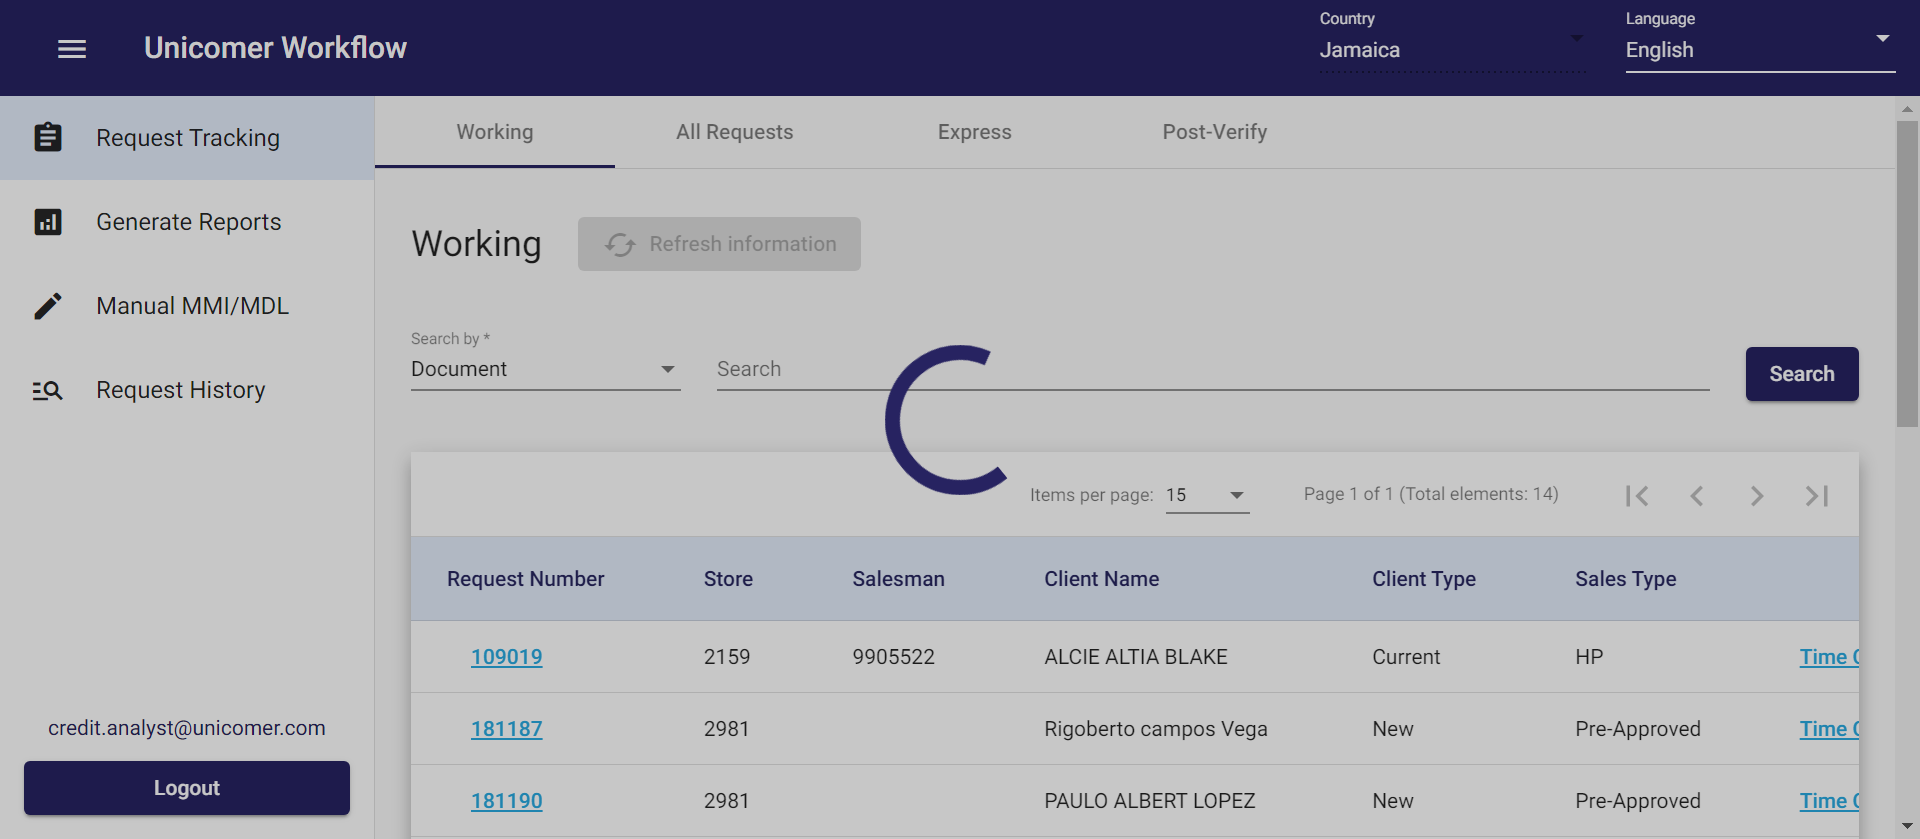 Unicomer Workflow
Country
Jamaica
Language
English
Request Tracking
Generate Reports
Manual MMI/MDL
Request History
credit.analyst@unicomer.com
Logout
Working All Requests Express Post-Verify
Working
Refresh information
Search by *
Document
Search
Search
Items per page: 15 Page 1 of 1 (Total elements: 14)
Request Number Store Salesman Client Name Client Type Sales Type
109019 2159 9905522 ALCIE ALTIA BLAKE Current HP Time
181187 2981 Rigoberto campos Vega New Pre-Approved Time
181190 2981 PAULO ALBERT LOPEZ New Pre-Approved Time